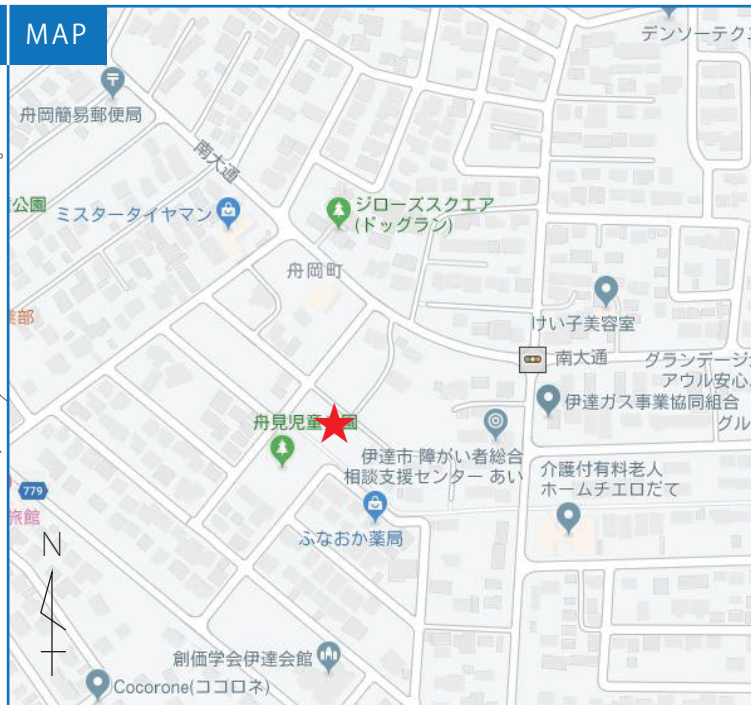 MAP
デンソーテクニ
舟岡簡易郵便局
南大通
公園
ミスタータイヤマン
ジローズスクエア
(ドッグラン)
舟岡町
業部
けい子美容室
南大通
グランデージ
アウル安心
伊達ガス事業協同組合
グル
舟見児童公園
伊達市 障がい者総合
相談支援センター あい
介護付有料老人
ホームチエロだて
779
旅館
ふなおか薬局
N
創価学会伊達会館
Cocorone(ココロネ)